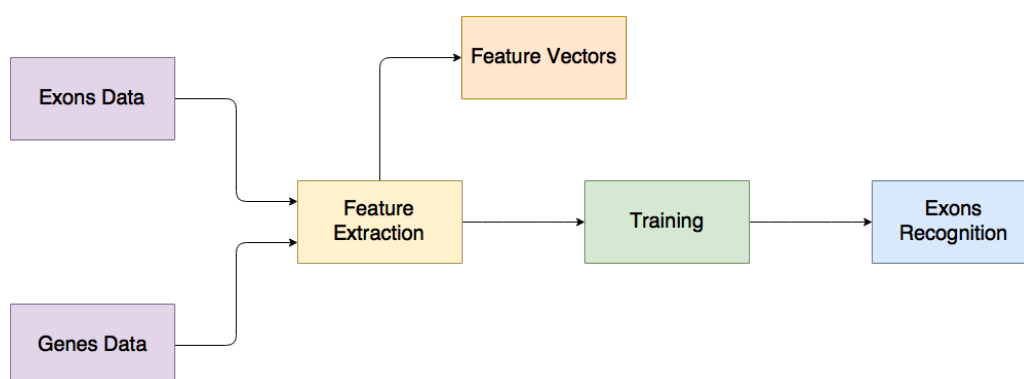 Feature Vectors
Exons Data
Feature
Extraction
Training
Exons
Recognition
Genes Data